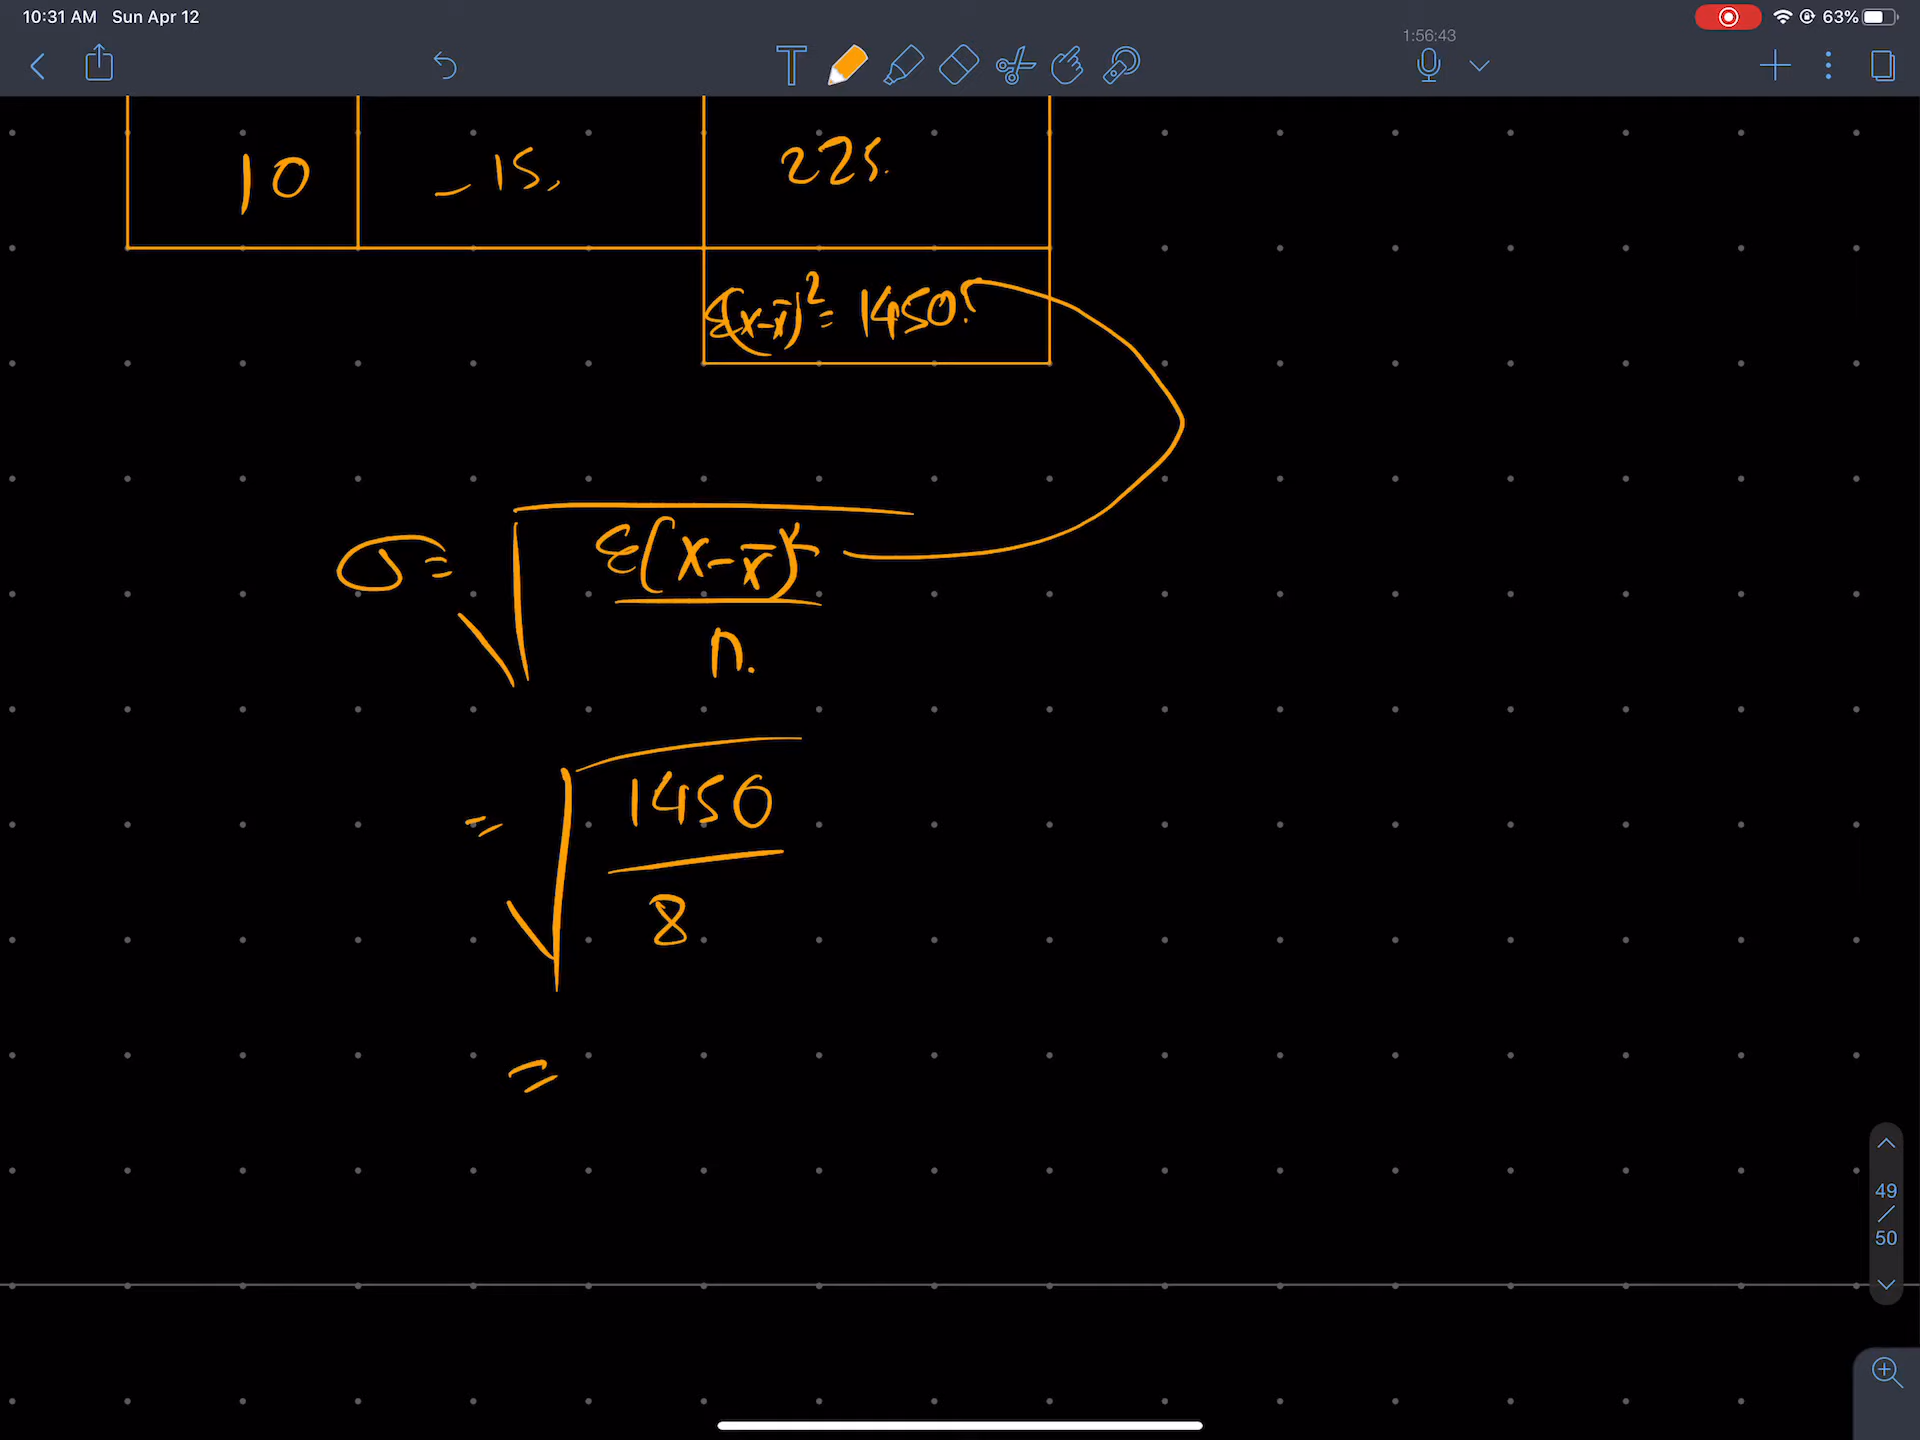 10:31 AM Sun Apr 12 63%
1:56:43
10 -15, 225.
Σ(x-x̄)² = 1450.
σ = √ Σ(x-x̄)²
n.
= √ 1450
8
=
49
/
50